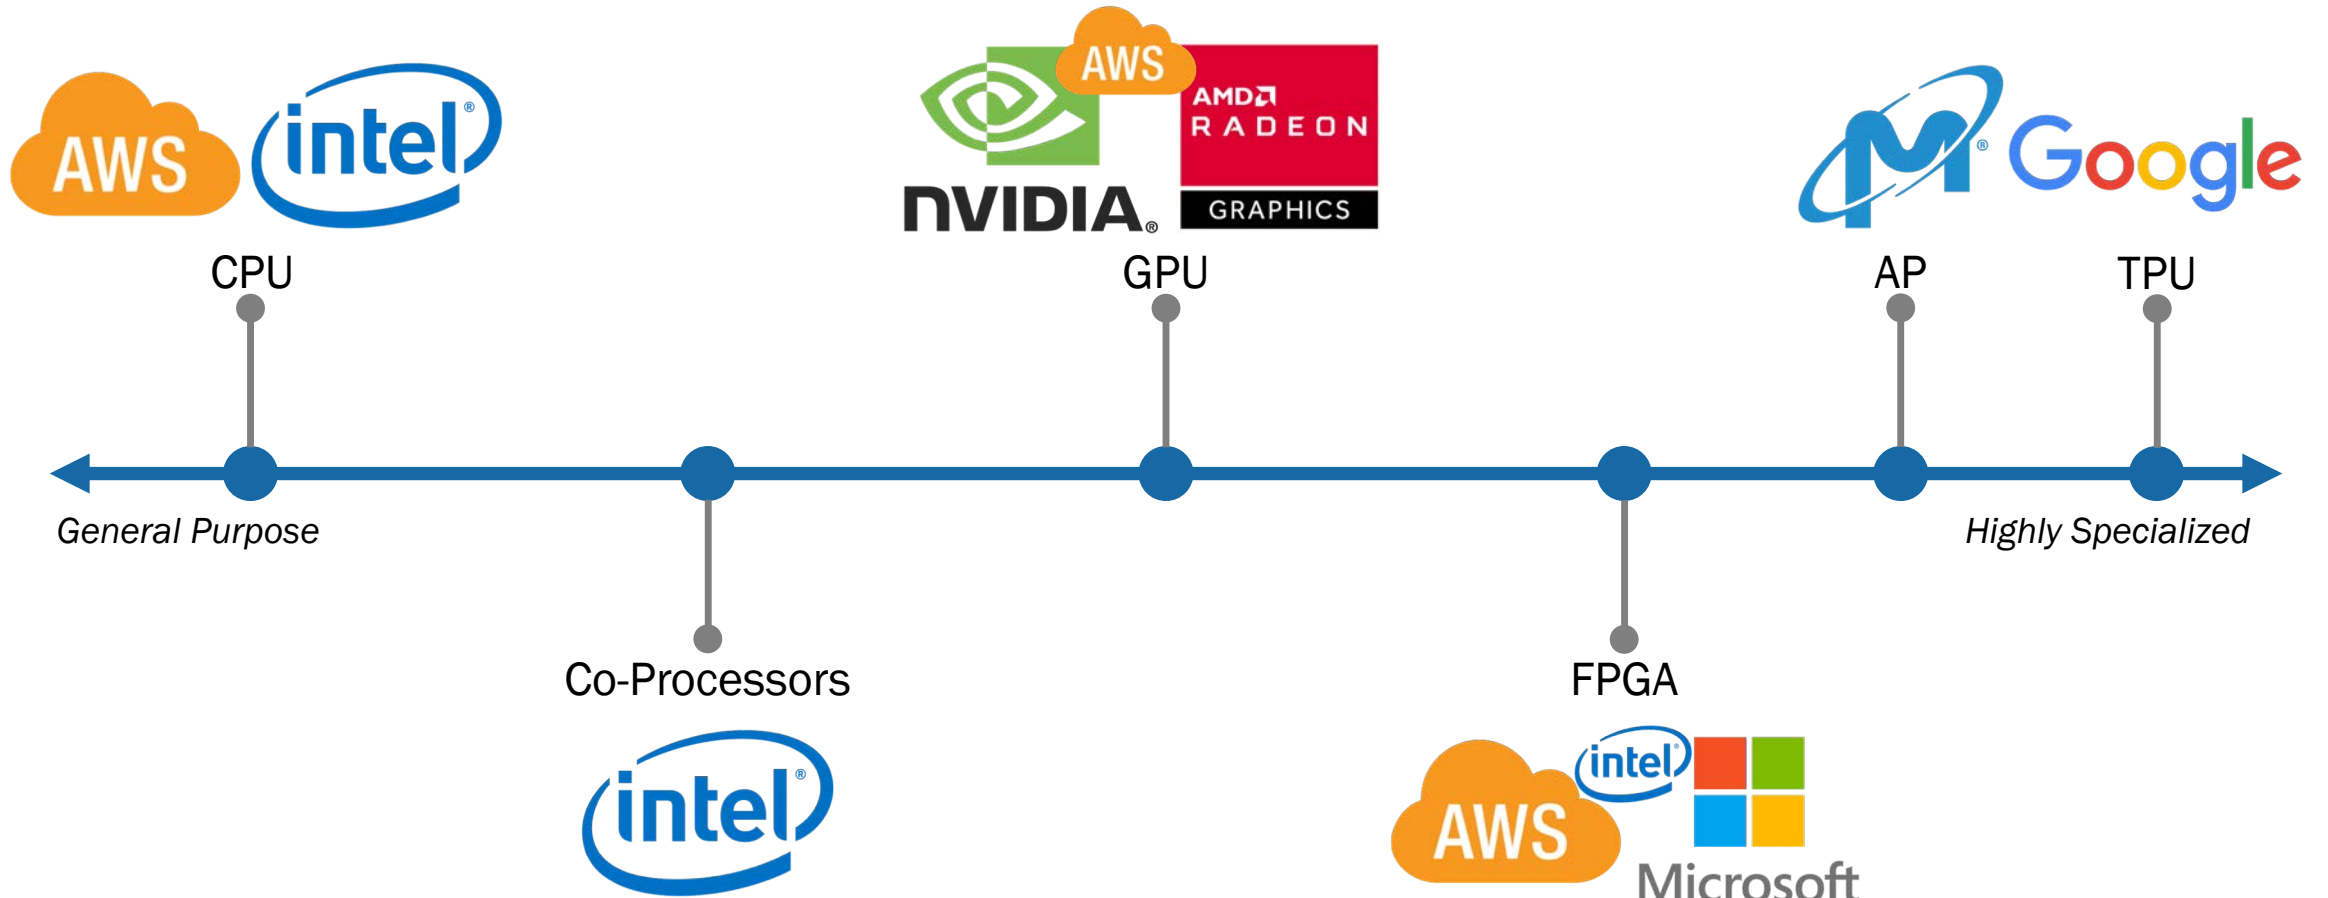 AWS
intel®
CPU
NVIDIA®
AWS
AMD
RADEON
GRAPHICS
GPU
M®
Google
AP
TPU
General Purpose
Highly Specialized
Co-Processors
intel®
FPGA
AWS
intel®
Microsoft